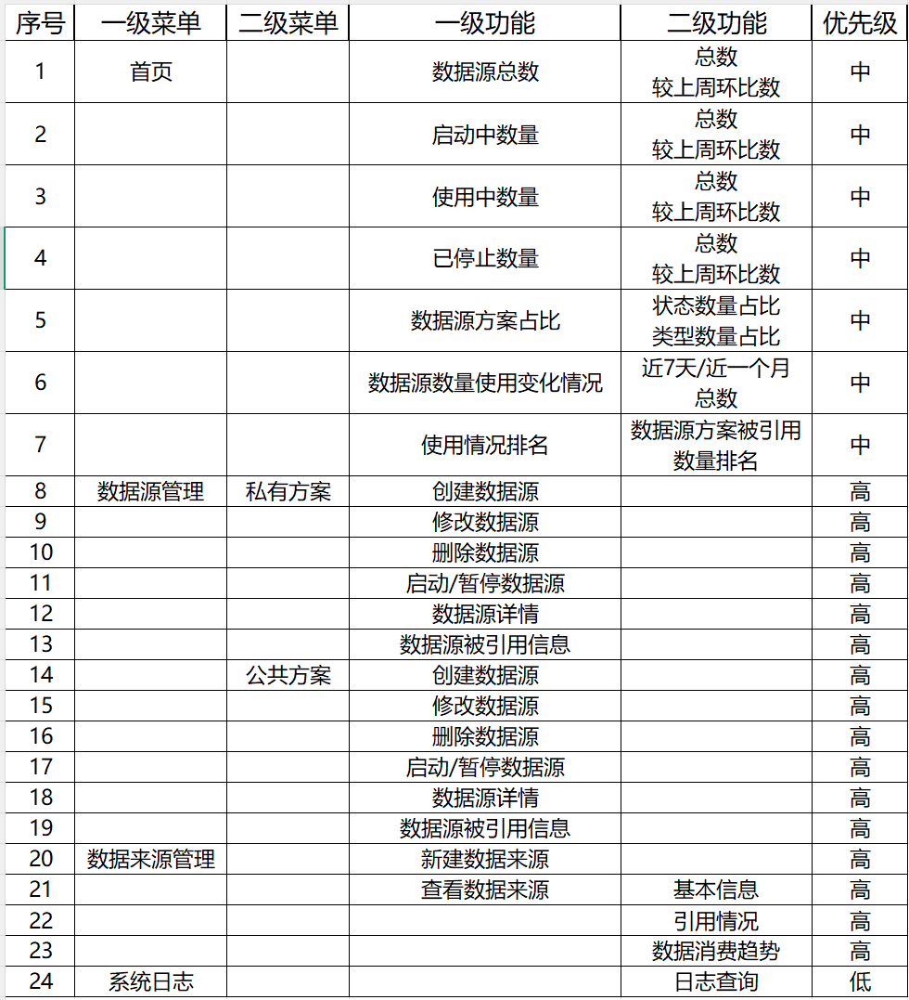 序号 一级菜单 二级菜单 一级功能 二级功能 优先级
1 首页 数据源总数 总数 中
较上周环比数
2 启动中数量 总数 中
较上周环比数
3 使用中数量 总数 中
较上周环比数
4 已停止数量 总数 中
较上周环比数
5 数据源方案占比 状态数量占比 中
类型数量占比
6 数据源数量使用变化情况 近7天/近一个月 中
总数
7 使用情况排名 数据源方案被引用 中
数量排名
8 数据源管理 私有方案 创建数据源 高
9 修改数据源 高
10 删除数据源 高
11 启动/暂停数据源 高
12 数据源详情 高
13 数据源被引用信息 高
14 公共方案 创建数据源 高
15 修改数据源 高
16 删除数据源 高
17 启动/暂停数据源 高
18 数据源详情 高
19 数据源被引用信息 高
20 数据来源管理 新建数据来源 高
21 查看数据来源 基本信息 高
22 引用情况 高
23 数据消费趋势 高
24 系统日志 日志查询 低